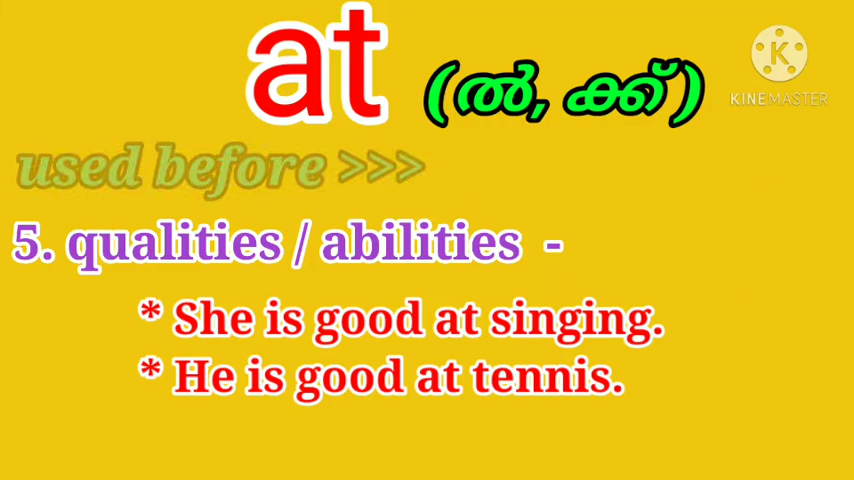 at (ൽ, ക്ക്)
KINEMASTER
used before >>>
5. qualities / abilities -
* She is good at singing.
* He is good at tennis.